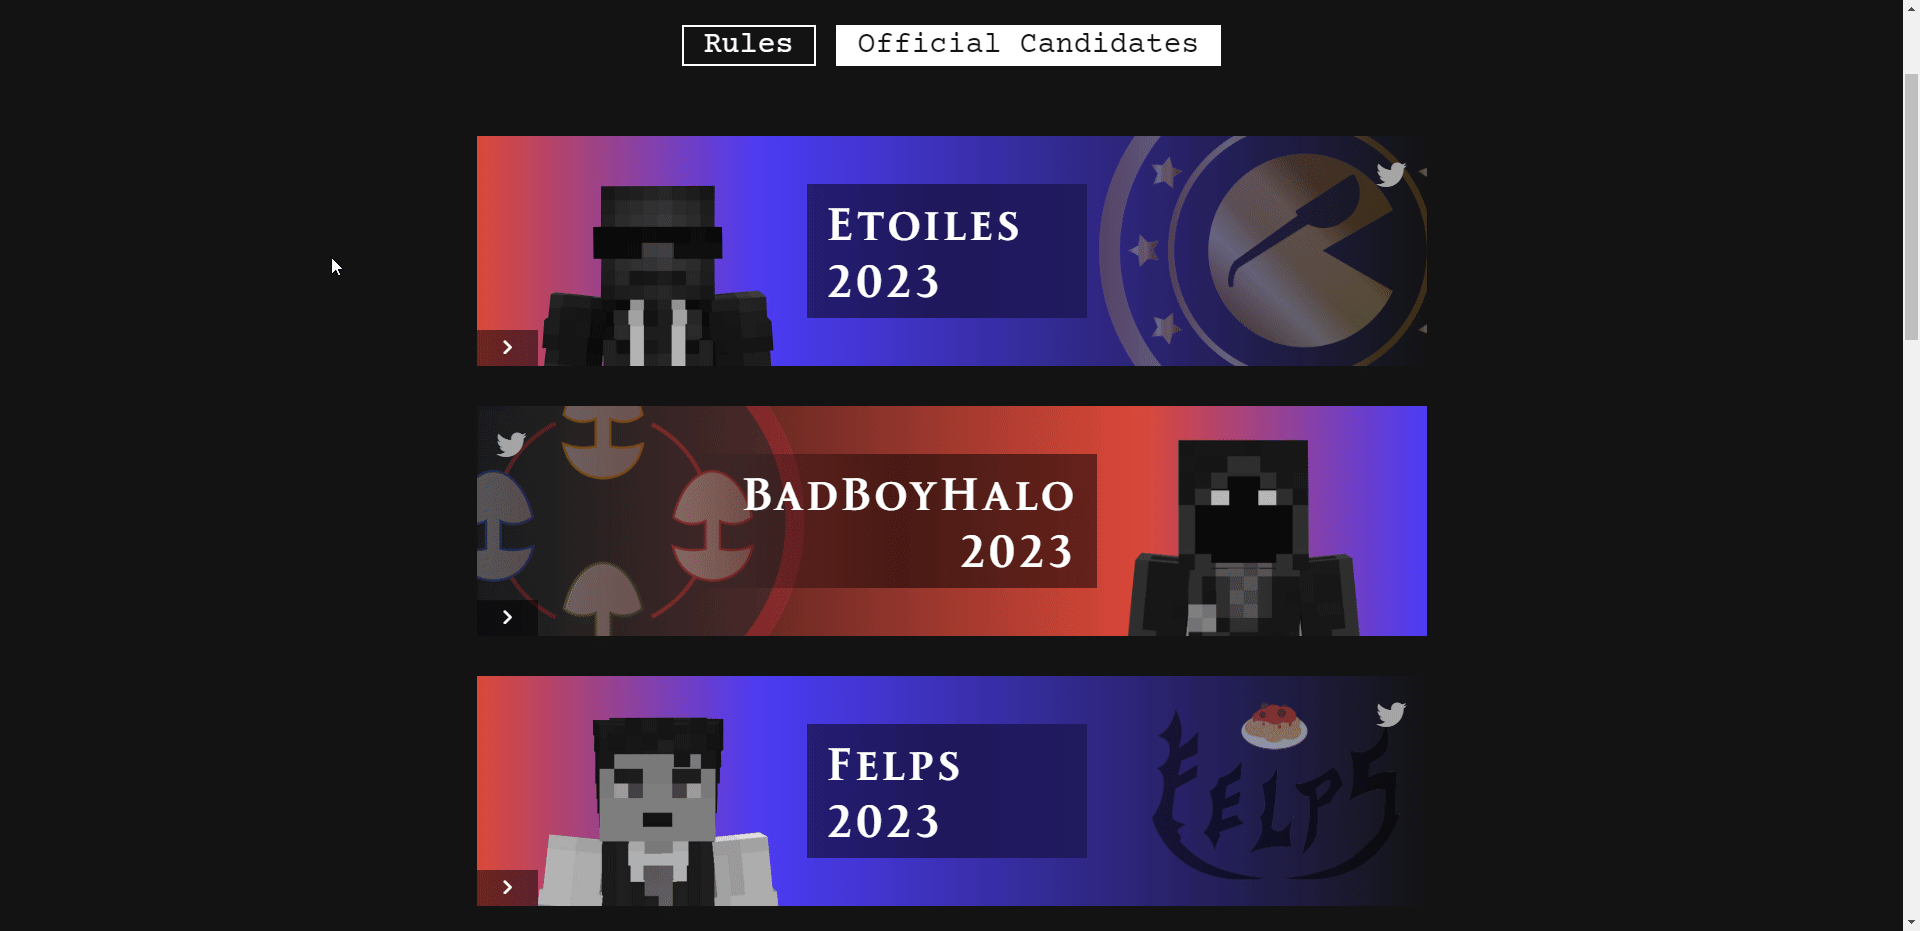 Rules
Official Candidates
Etoiles
2023
BadBoyHalo
2023
Felps
2023
FELPS